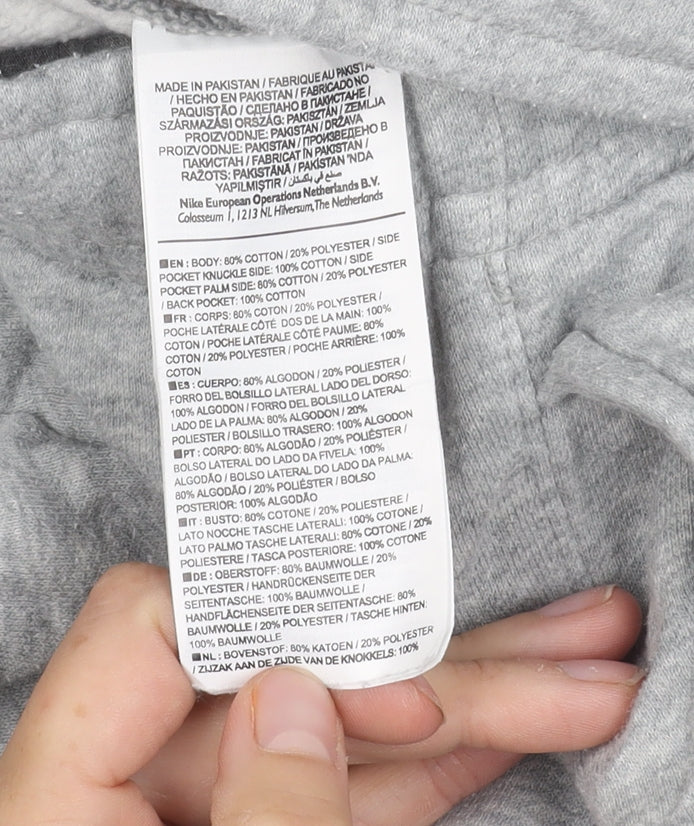 MADE IN PAKISTAN / FABRIQUE AU PAKISTAN
/ HECHO EN PAKISTAN / FABRICADO NO
PAQUISTÃO / СДЕЛАНО В ПАКИСТАНЕ /
SZÁRMAZÁSI ORSZÁG: PAKISZTÁN / ZEMLJA
PROIZVODNJE: PAKISTAN / DRŽAVA
PROIZVODNJE: PAKISTAN / ПРОИЗВЕДЕНО В
ПАКИСТАН / FABRICAT ÎN PAKISTAN /
RAŽOTS: PAKISTĀNĀ / PAKISTAN 'NDA
YAPILMIŞTIR / صنع في باكستان
Nike European Operations Netherlands B.V.
Colosseum 1, 1213 NL Hilversum, The Netherlands
EN : BODY: 80% COTTON / 20% POLYESTER / SIDE
POCKET KNUCKLE SIDE: 100% COTTON / SIDE
POCKET PALM SIDE: 80% COTTON / 20% POLYESTER
/ BACK POCKET: 100% COTTON
FR : CORPS: 80% COTON / 20% POLYESTER /
POCHE LATÉRALE CÔTÉ DOS DE LA MAIN: 100%
COTON / POCHE LATÉRALE CÔTÉ PAUME: 80%
COTON / 20% POLYESTER / POCHE ARRIÈRE: 100%
COTON
ES : CUERPO: 80% ALGODON / 20% POLIESTER /
FORRO DEL BOLSILLO LATERAL LADO DEL DORSO:
100% ALGODON / FORRO DEL BOLSILLO LATERAL
LADO DE LA PALMA: 80% ALGODON / 20%
POLIESTER / BOLSILLO TRASERO: 100% ALGODON
PT : CORPO: 80% ALGODÃO / 20% POLIÉSTER /
BOLSO LATERAL DO LADO DA FIVELA: 100%
ALGODÃO / BOLSO LATERAL DO LADO DA PALMA:
80% ALGODÃO / 20% POLIÉSTER / BOLSO
POSTERIOR: 100% ALGODÃO
IT : BUSTO: 80% COTONE / 20% POLIESTERE /
LATO NOCCHE TASCHE LATERALI: 100% COTONE /
LATO PALMO TASCHE LATERALI: 80% COTONE / 20%
POLIESTERE / TASCA POSTERIORE: 100% COTONE
DE : OBERSTOFF: 80% BAUMWOLLE / 20%
POLYESTER / HANDRÜCKENSEITE DER
SEITENTASCHE: 100% BAUMWOLLE /
HANDFLÄCHENSEITE DER SEITENTASCHE: 80%
BAUMWOLLE / 20% POLYESTER / TASCHE HINTEN:
100% BAUMWOLLE
NL : BOVENSTOF: 80% KATOEN / 20% POLYESTER
/ ZIJZAK AAN DE ZIJDE VAN DE KNOKKELS: 100%